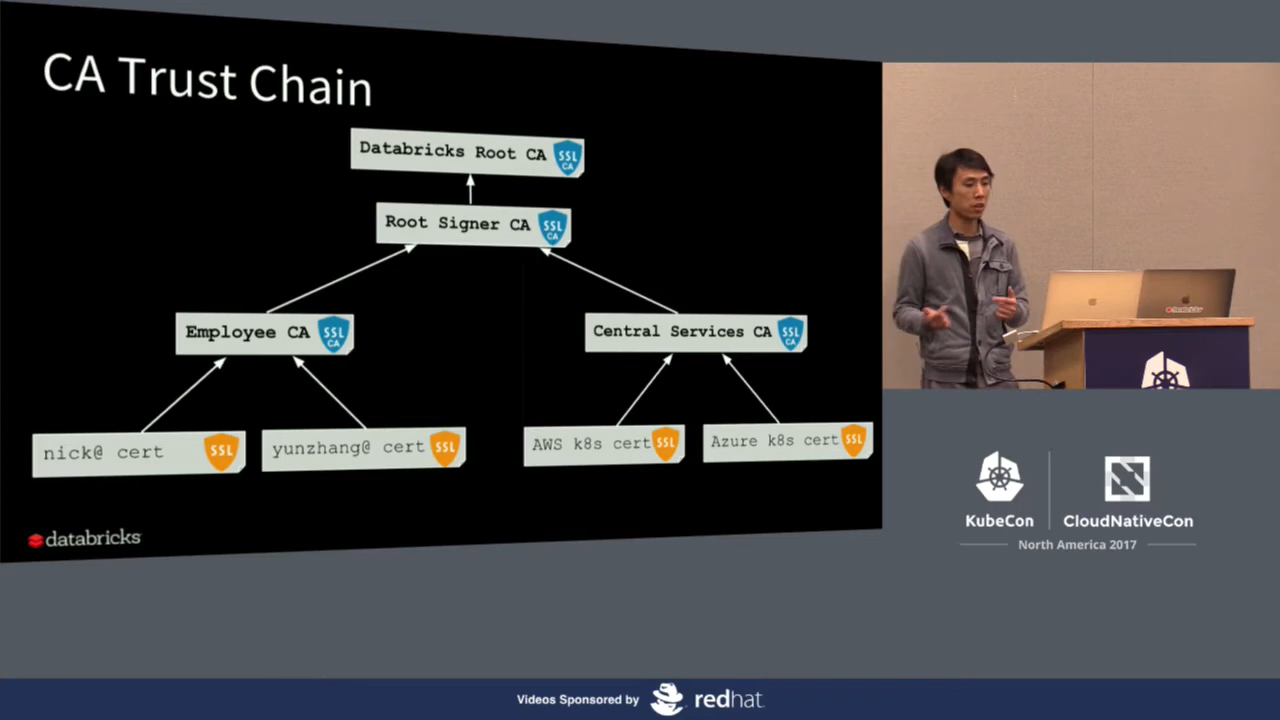 CA Trust Chain
Databricks Root CA
SSL
CA
Root Signer CA
SSL
CA
Employee CA
SSL
CA
Central Services CA
SSL
CA
nick@ cert
SSL
yunzhang@ cert
SSL
AWS k8s cert
SSL
Azure k8s cert
SSL
databricks
KubeCon
CloudNativeCon
North America 2017
Videos Sponsored by
redhat.